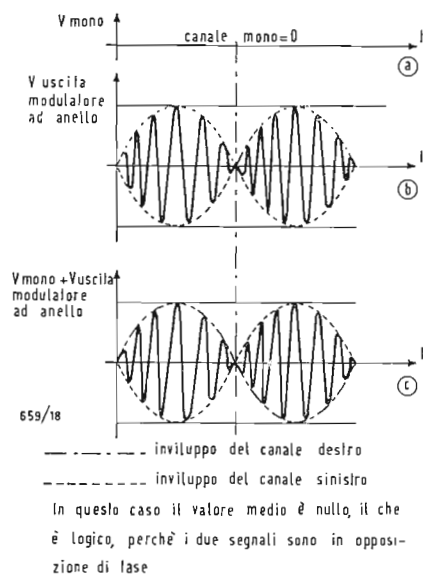 V mono
canale mono=0
t
a
V uscita
modulatore
ad anello
t
b
Vmono + Vuscita
modulatore
ad anello
t
c
659/18
inviluppo del canale destro
inviluppo del canale sinistro
In questo caso il valore medio è nullo, il che
è logico, perchè i due segnali sono in opposi-
zione di fase